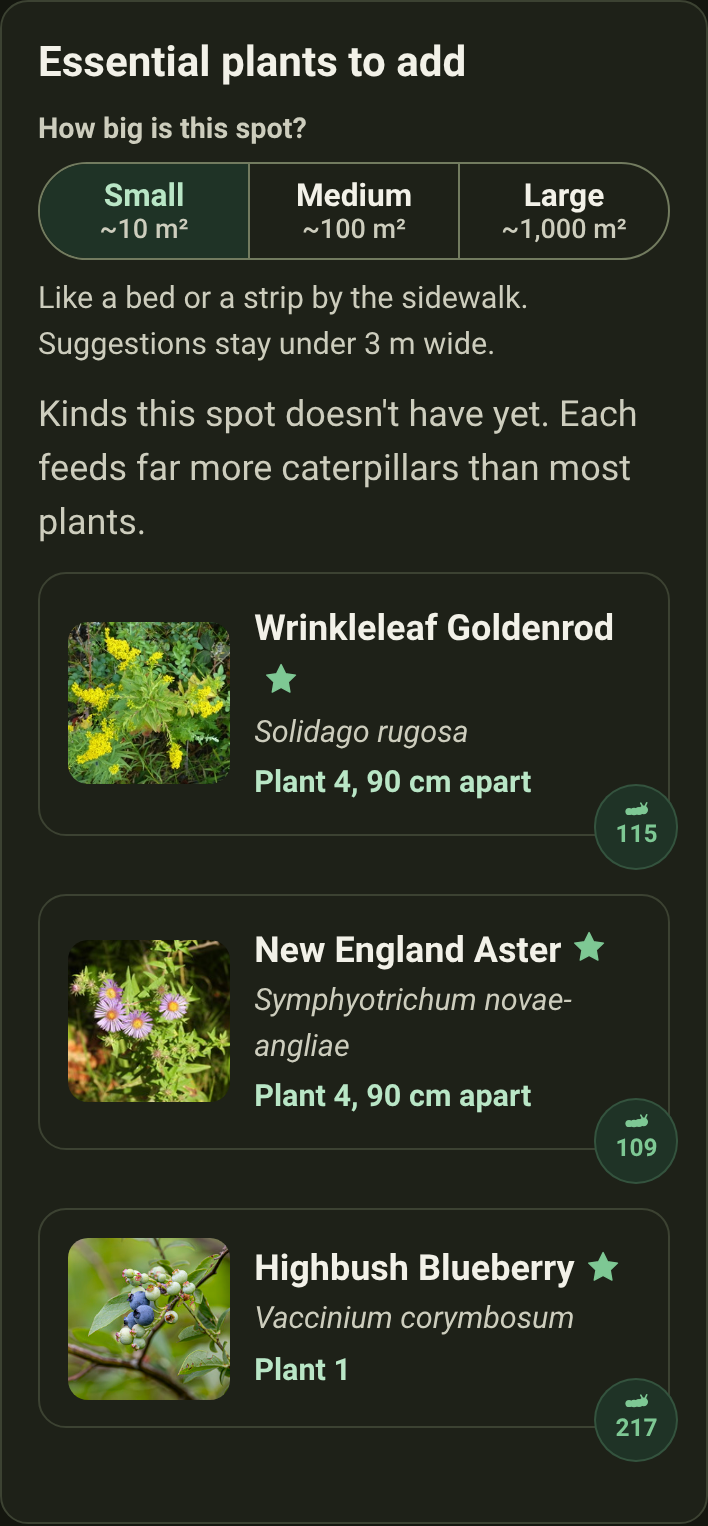 Essential plants to add
How big is this spot?
Small
~10 m²
Medium
~100 m²
Large
~1,000 m²
Like a bed or a strip by the sidewalk.
Suggestions stay under 3 m wide.
Kinds this spot doesn't have yet. Each
feeds far more caterpillars than most
plants.
Wrinkleleaf Goldenrod
Solidago rugosa
Plant 4, 90 cm apart
115
New England Aster
Symphyotrichum novae-
angliae
Plant 4, 90 cm apart
109
Highbush Blueberry
Vaccinium corymbosum
Plant 1
217